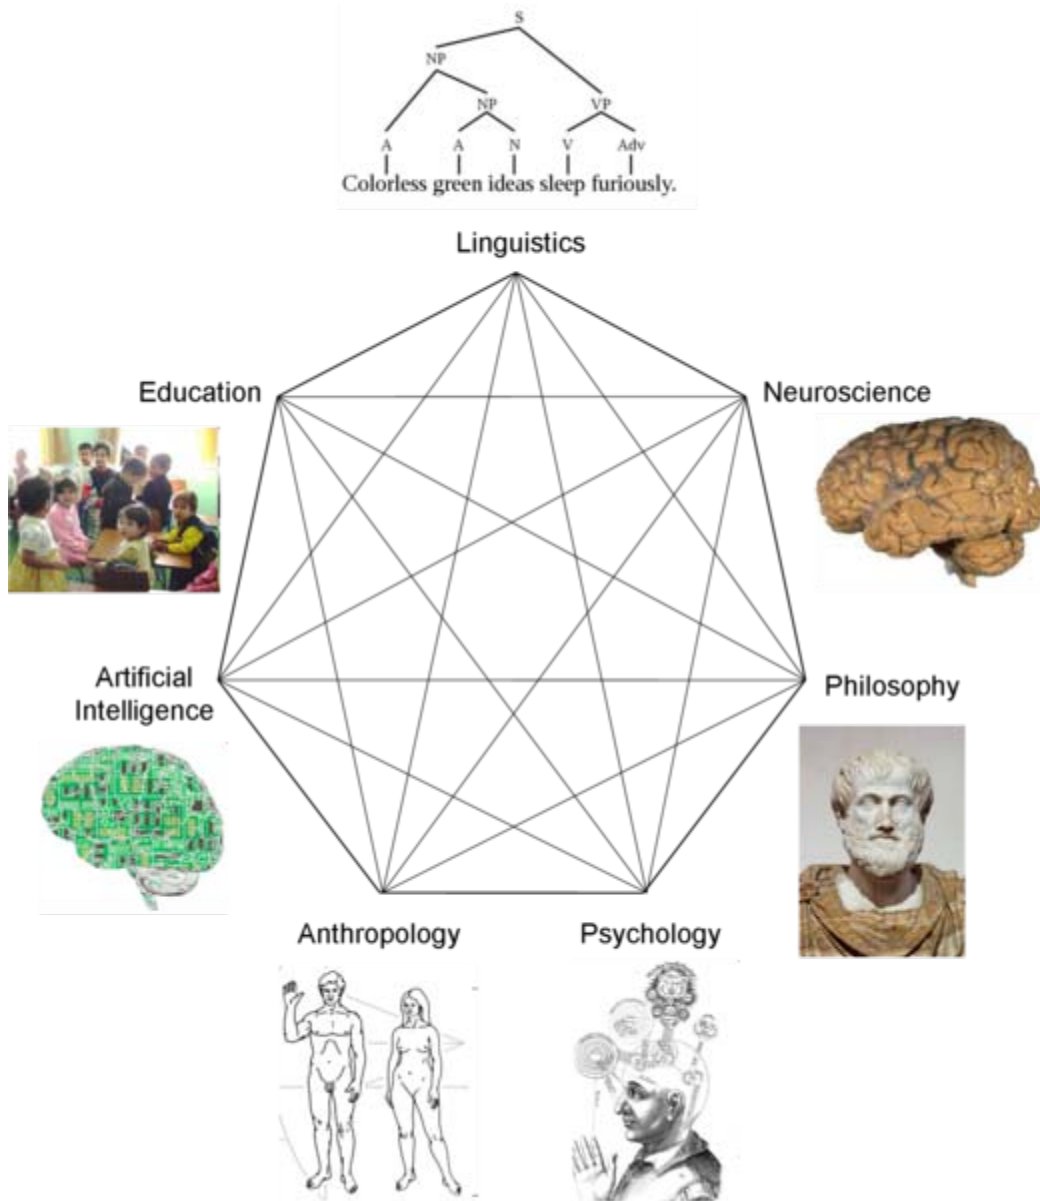 S
NP
NP VP
A A N V Adv
Colorless green ideas sleep furiously.
Linguistics
Education
Neuroscience
Artificial
Intelligence
Philosophy
Anthropology
Psychology